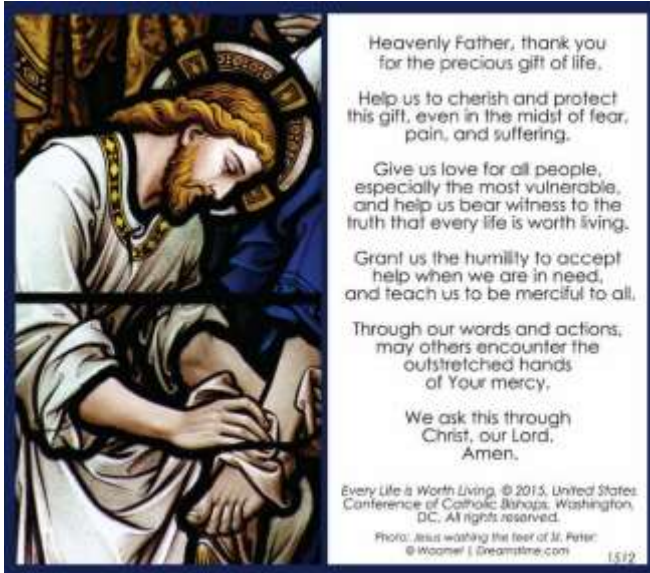 Heavenly Father, thank you
for the precious gift of life.
Help us to cherish and protect
this gift, even in the midst of fear,
pain, and suffering.
Give us love for all people,
especially the most vulnerable,
and help us bear witness to the
truth that every life is worth living.
Grant us the humility to accept
help when we are in need,
and teach us to be merciful to all.
Through our words and actions,
may others encounter the
outstretched hands
of Your mercy.
We ask this through
Christ, our Lord.
Amen.
Every Life is Worth Living, © 2015, United States
Conference of Catholic Bishops, Washington,
DC. All rights reserved.
Photo: Jesus washing the feet of St. Peter:
© Waomei | Dreamstime.com
1512